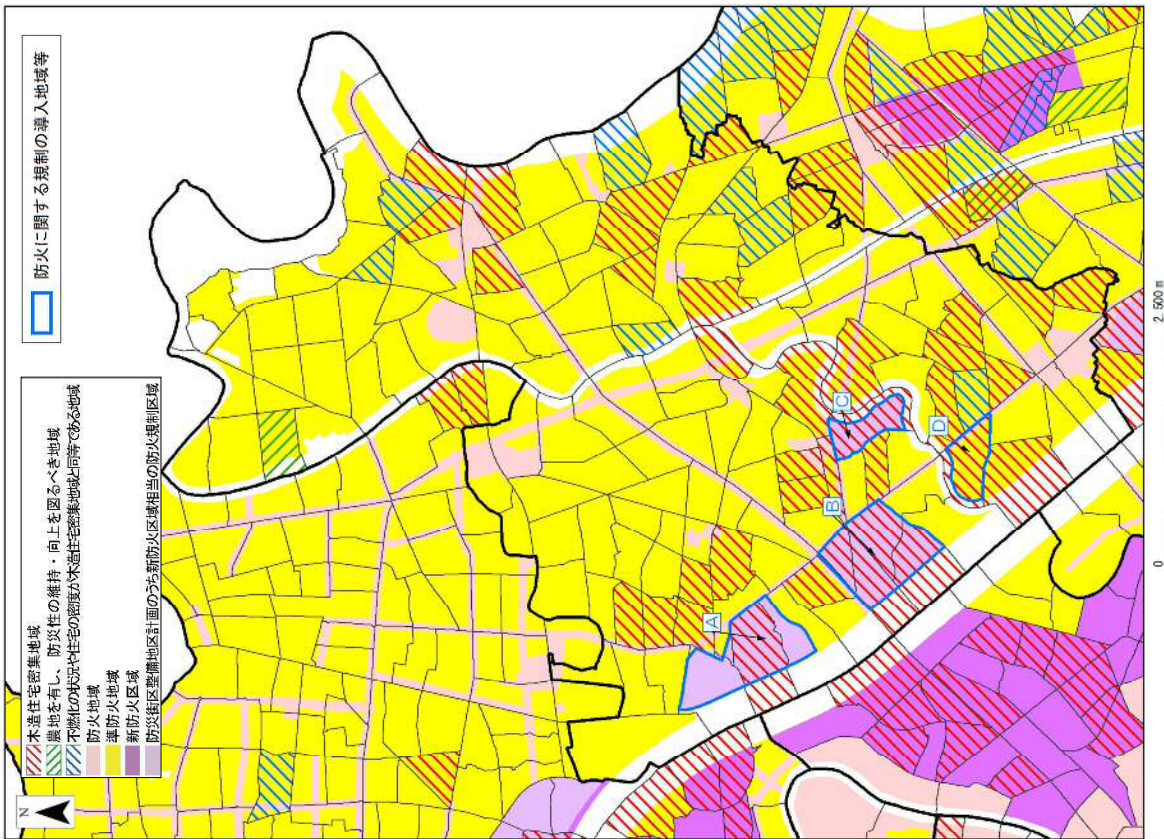 防火に関する規制の導入地域等
木造住宅密集地域
農地を有し、防災性の維持・向上を図るべき地域
不燃化の状況や住宅の密度が木造住宅密集地域と同等である地域
防火地域
準防火地域
新防火区域
防災街区整備地区計画のうち新防火区域相当の防火規制区域
N
A
B
C
D
0
2,500 m